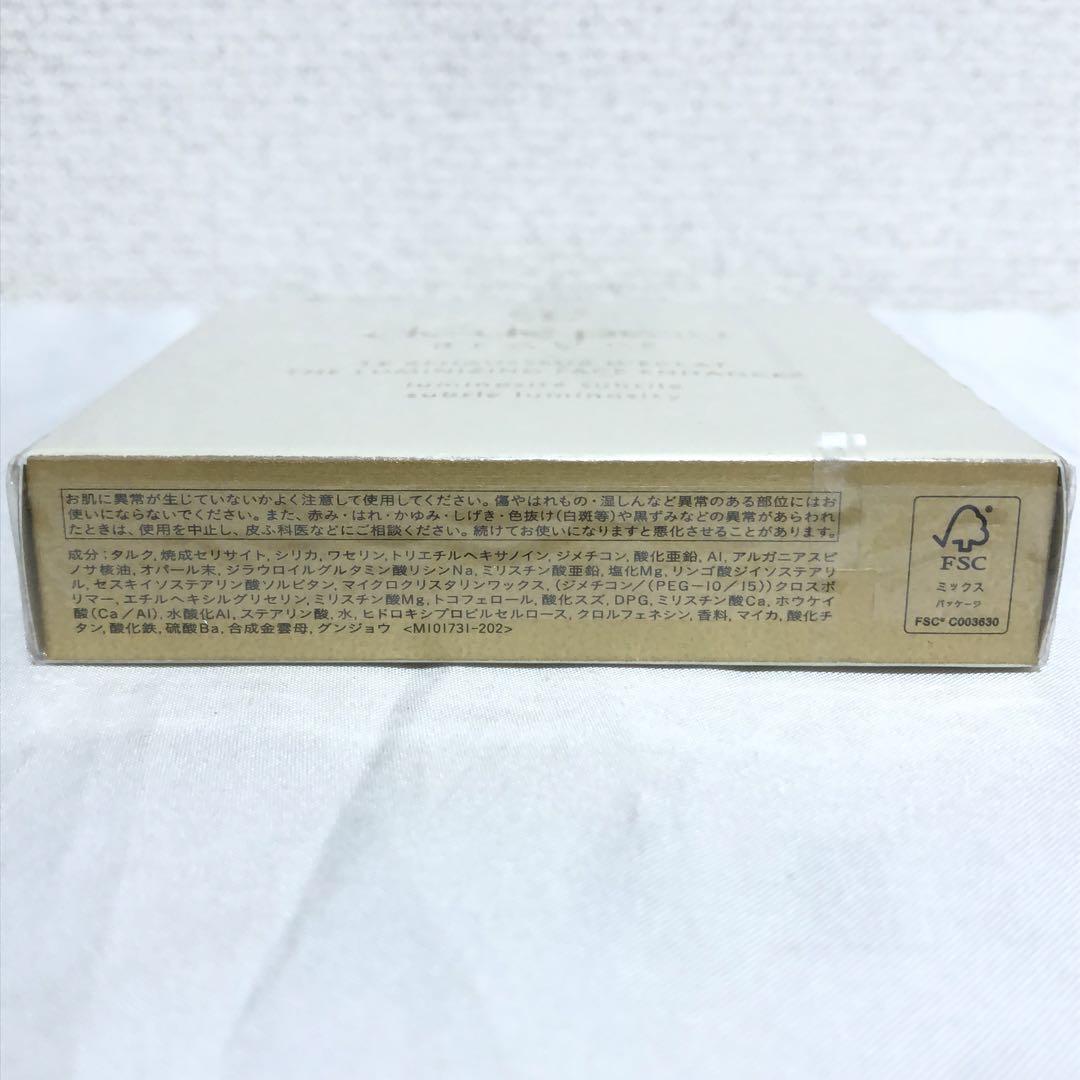 clé de peau
BEAUTÉ
LE REHAUSSEUR D'ECLAT
THE LUMINIZING FACE ENHANCER
luminosité subtile
subtle luminosity
お肌に異常が生じていないかよく注意して使用してください。傷やはれもの・湿しんなど異常のある部位にはお
使いにならないでください。また、赤み・はれ・かゆみ・しげき・色抜け(白斑等)や黒ずみなどの異常があらわれ
たときは、使用を中止し、皮ふ科医などにご相談ください。続けてお使いになりますと悪化させることがあります。
成分：タルク, 焼成セリサイト, シリカ, ワセリン, トリエチルヘキサノイン, ジメチコン, 酸化亜鉛, Al, アルガニアスピ
ノサ核油, オパール末, ジラウロイルグルタミン酸リシンNa, ミリスチン酸亜鉛, 塩化Mg, リンゴ酸ジイソステアリ
ル, セスキイソステアリン酸ソルビタン, マイクロクリスタリンワックス, (ジメチコン/(PEG-10/15))クロスポ
リマー, エチルヘキシルグリセリン, ミリスチン酸Mg, トコフェロール, 酸化スズ, DPG, ミリスチン酸Ca, ホウケイ
酸(Ca/Al), 水酸化Al, ステアリン酸, 水, ヒドロキシプロピルセルロース, クロルフェネシン, 香料, マイカ, 酸化チ
タン, 酸化鉄, 硫酸Ba, 合成金雲母, グンジョウ <M101731-202>
FSC
ミックス
パッケージ
FSC® C003630